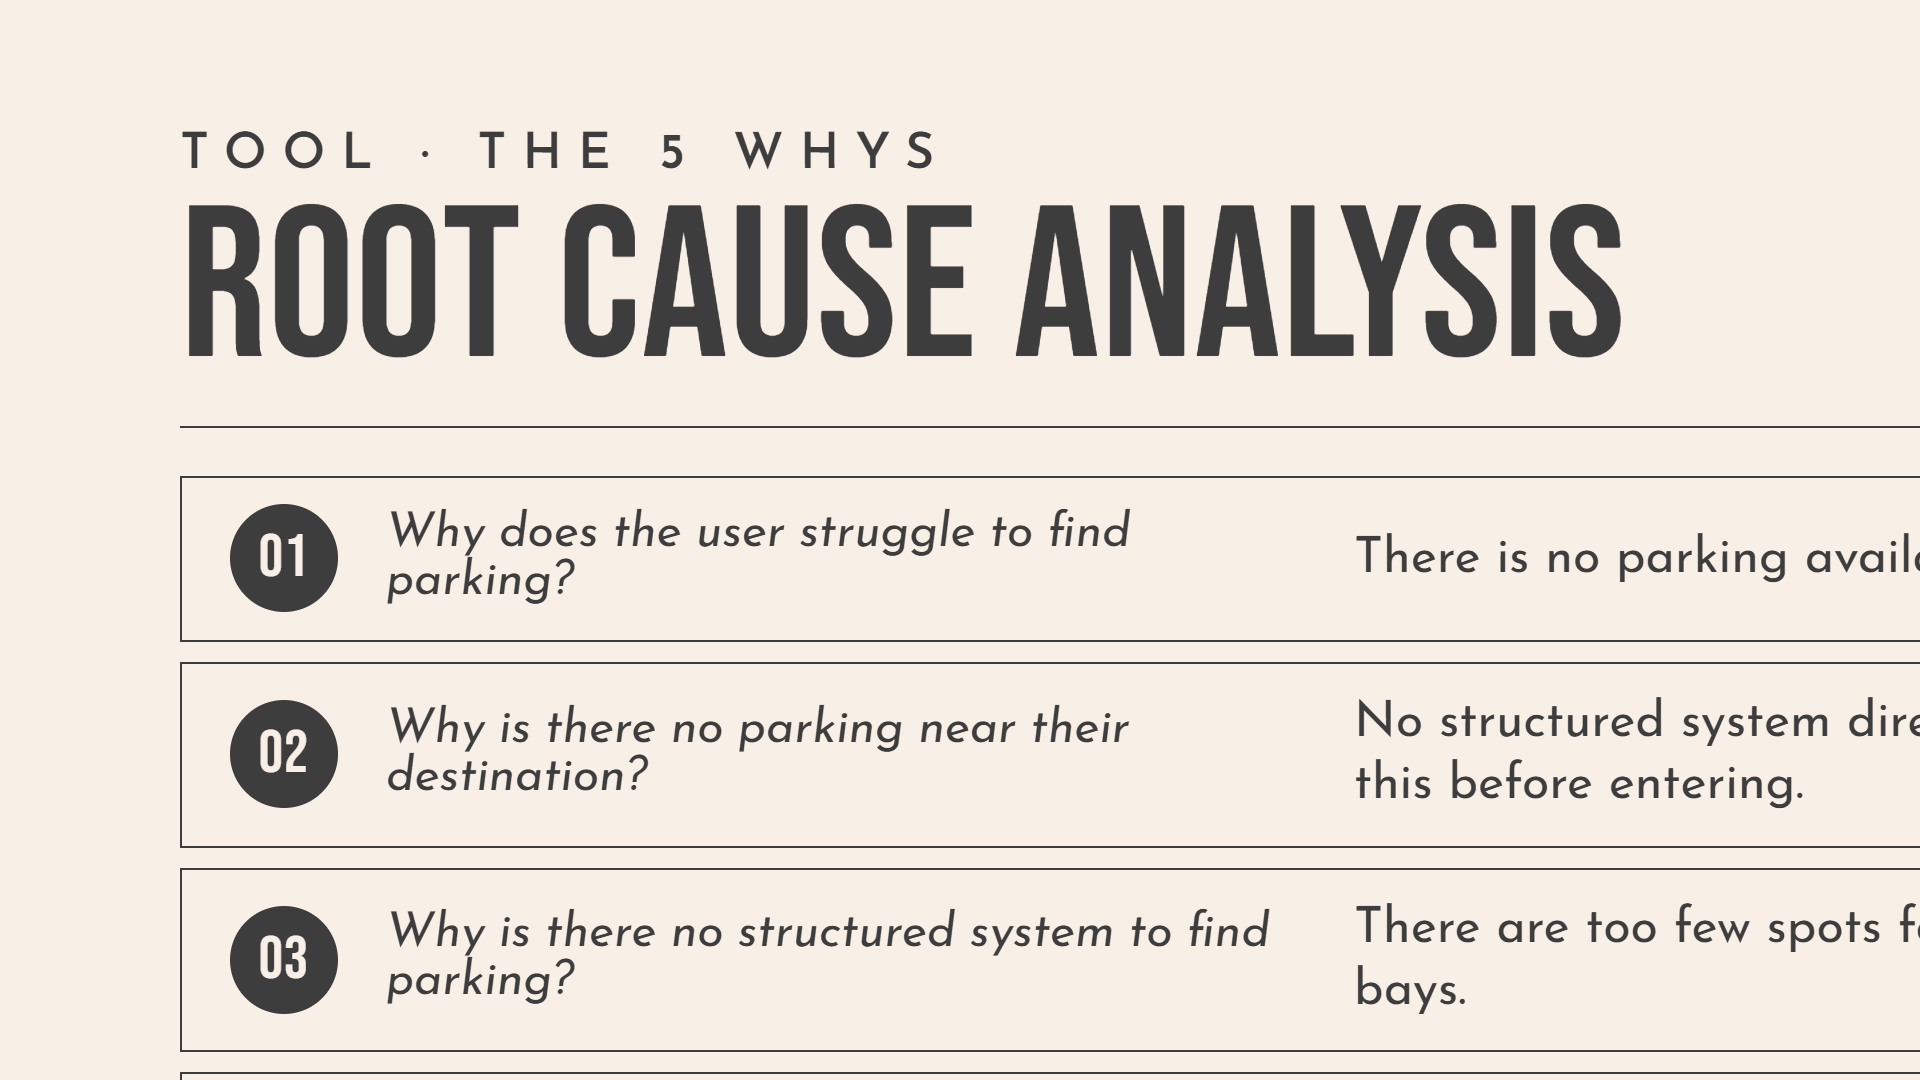 TOOL · THE 5 WHYS
ROOT CAUSE ANALYSIS
01
Why does the user struggle to find
parking?
There is no parking
02
Why is there no parking near their
destination?
No structured system
this before entering.
03
Why is there no structured system to find
parking?
There are too few spots
bays.